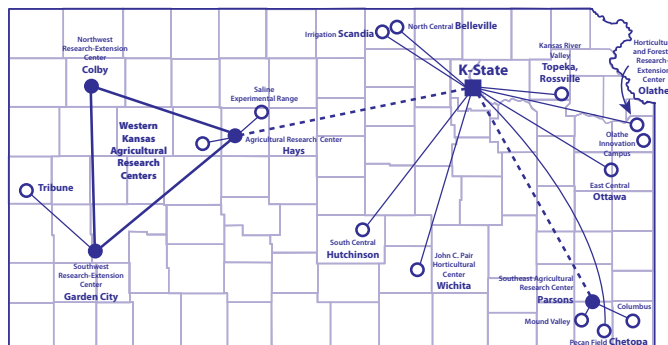 Northwest
Research-Extension
Center
Colby
Irrigation Scandia
North Central Belleville
Kansas River
Valley
Topeka,
Rossville
Horticultur
and Forest
Research-
Extension
Center
Olathe
K-State
Saline
Experimental Range
Western
Kansas
Agricultural
Research
Centers
Agricultural Research Center
Hays
Olathe
Innovation
Campus
Tribune
East Central
Ottawa
South Central
Hutchinson
John C. Pair
Horticultural
Center
Wichita
Southwest
Research-Extension
Center
Garden City
Southeast Agricultural
Research Center
Parsons
Columbus
Mound Valley
Pecan Field Chetopa